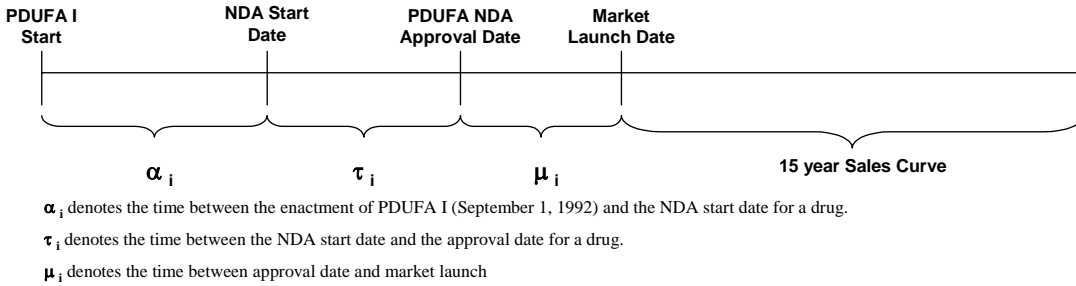 PDUFA I
Start
NDA Start
Date
PDUFA NDA
Approval Date
Market
Launch Date
α i
τ i
μ i
15 year Sales Curve
α i denotes the time between the enactment of PDUFA I (September 1, 1992) and the NDA start date for a drug.
τ i denotes the time between the NDA start date and the approval date for a drug.
μ i denotes the time between approval date and market launch